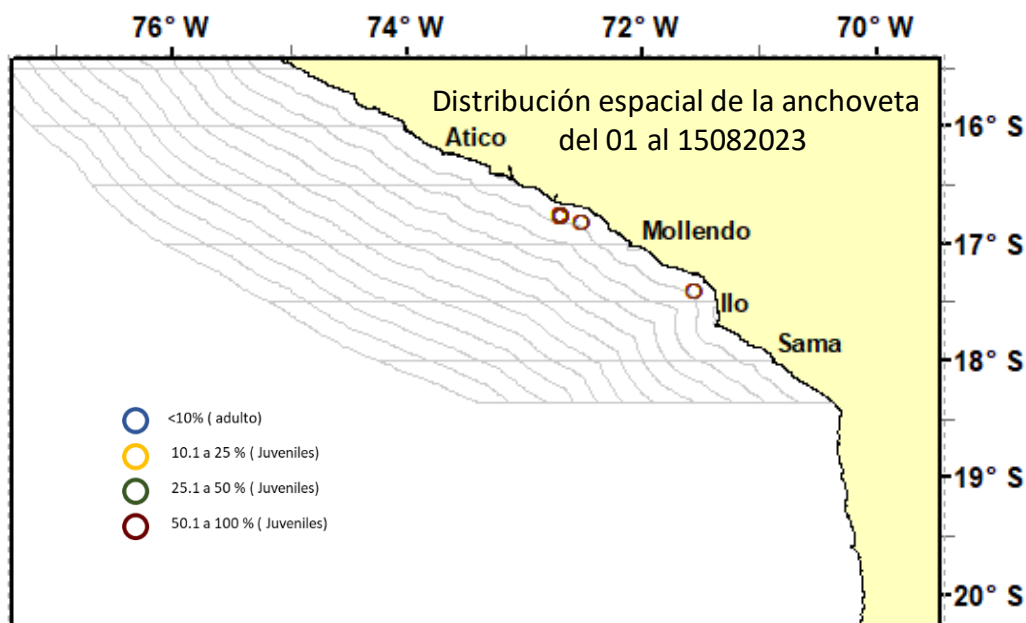 76° W 74° W 72° W 70° W
Distribución espacial de la anchoveta
del 01 al 15082023
16° S
Atico
Mollendo
17° S
Ilo
Sama
18° S
<10% ( adulto)
10.1 a 25 % ( Juveniles)
25.1 a 50 % ( Juveniles)
50.1 a 100 % ( Juveniles)
19° S
20° S